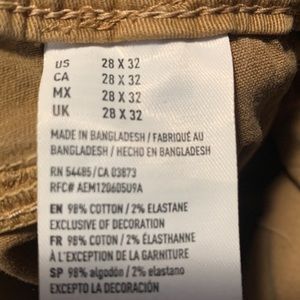 US 28 X 32
CA 28 X 32
MX 28 X 32
UK 28 X 32
MADE IN BANGLADESH / FABRIQUÉ AU
BANGLADESH / HECHO EN BANGLADESH
RN 54485/CA 03873
RFC# AEM120605U9A
EN 98% COTTON / 2% ELASTANE
EXCLUSIVE OF DECORATION
FR 98% COTON / 2% ÉLASTHANNE
À L'EXCEPTION DE LA GARNITURE
SP 98% algodón / 2% elastano
EXCEPTO LA DECORACIÓN